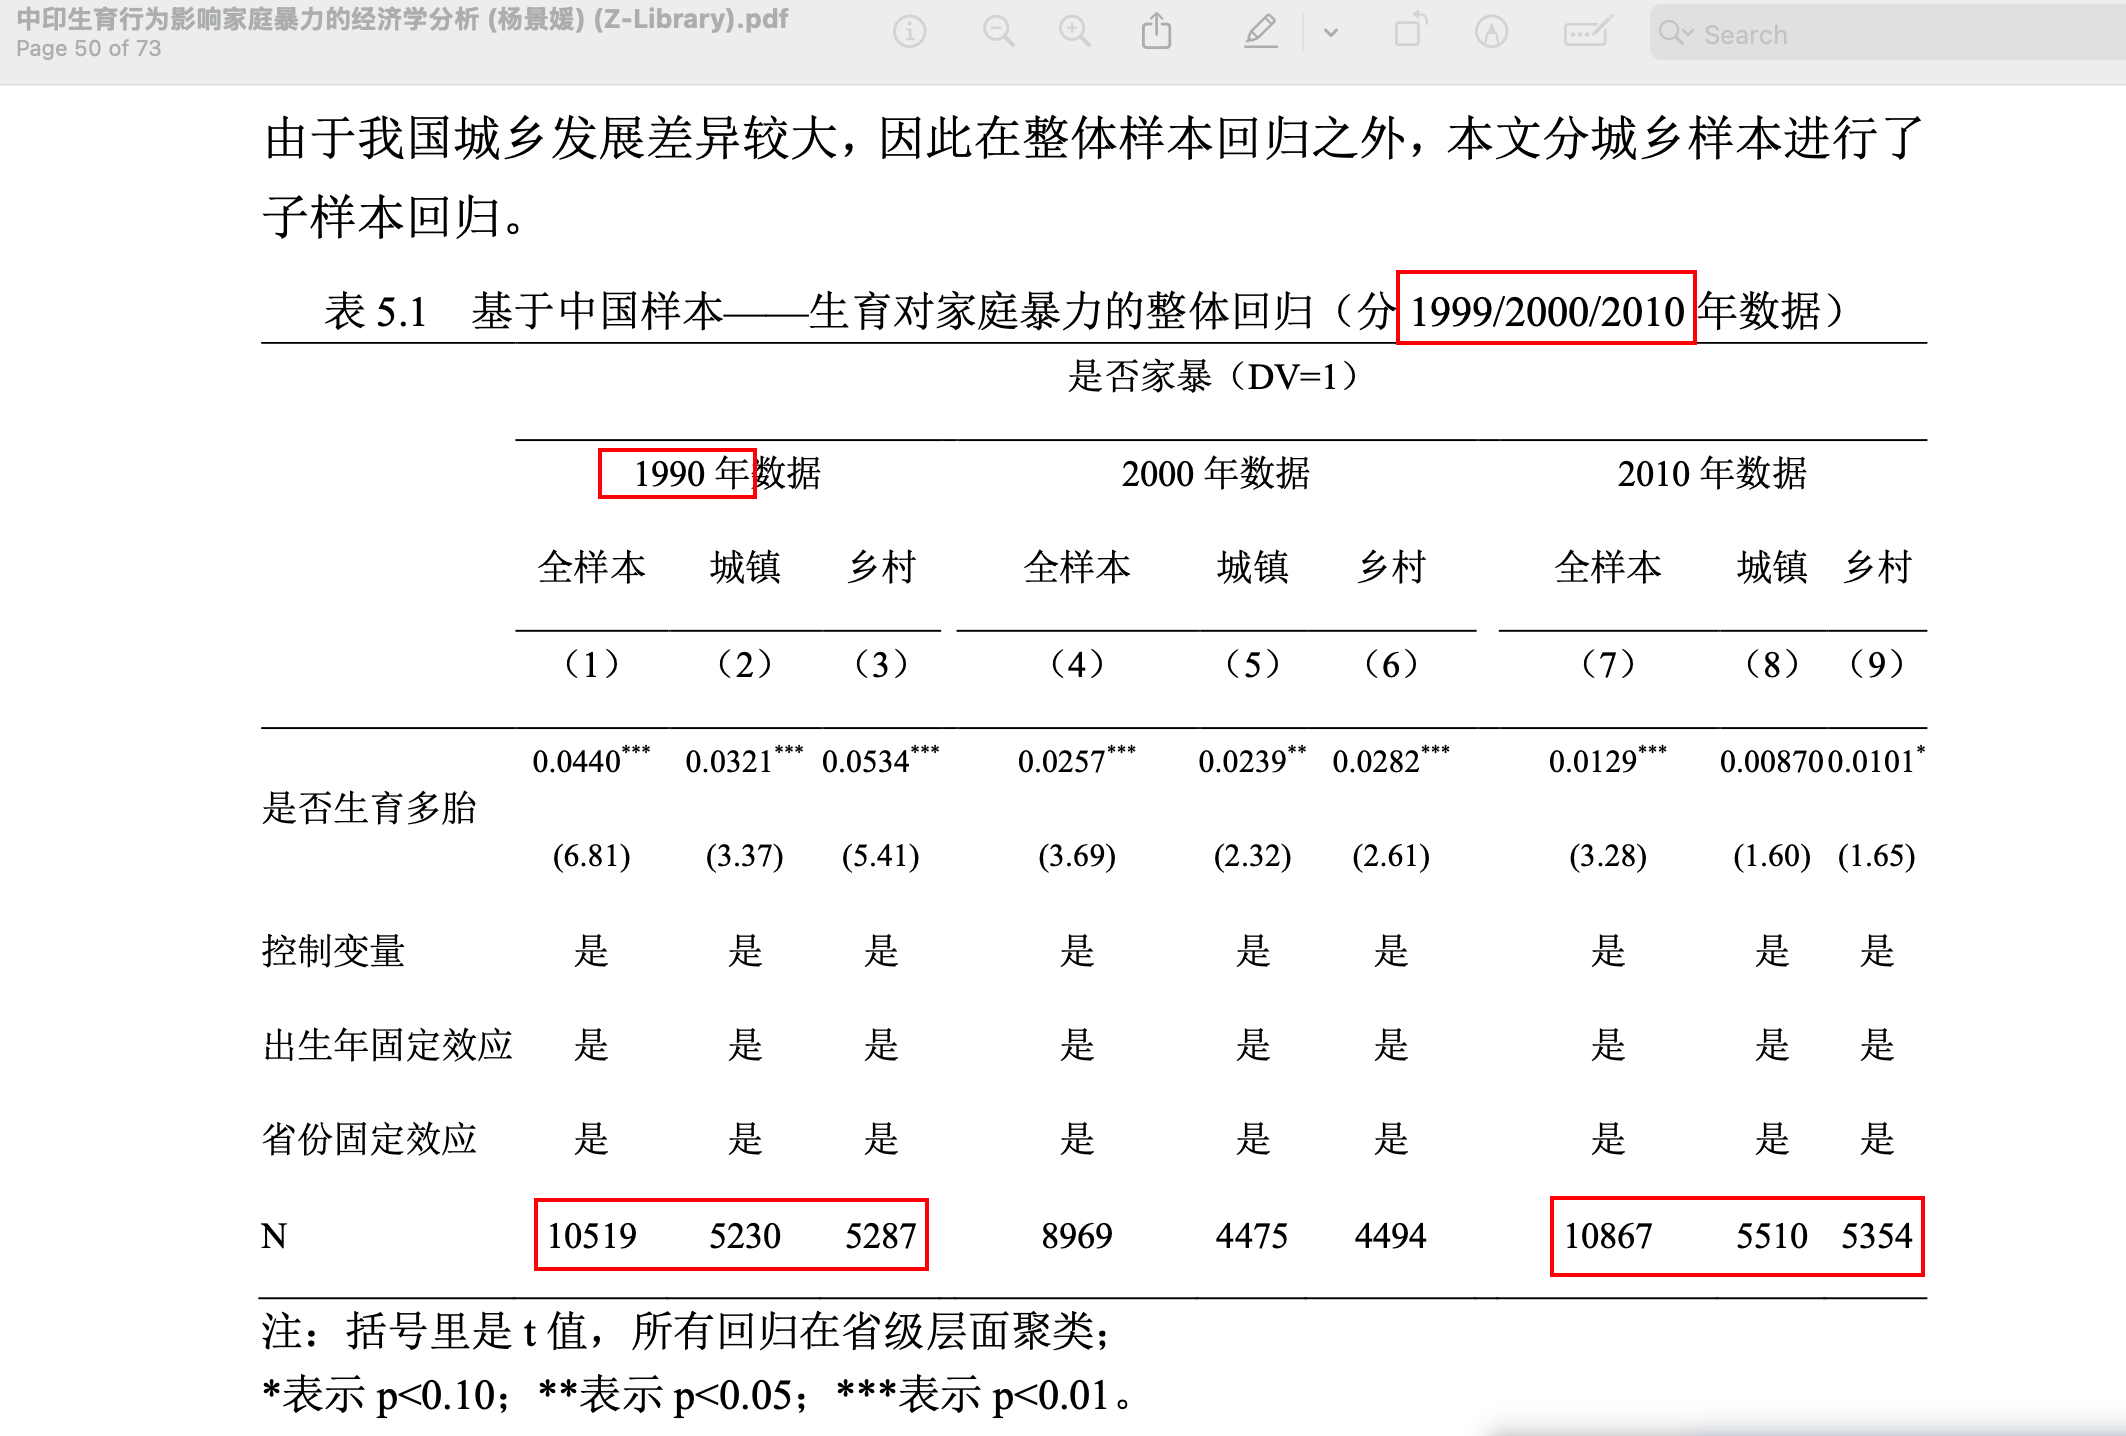 中印生育行为影响家庭暴力的经济学分析 (杨景媛) (Z-Library).pdf
Page 50 of 73
Search
由于我国城乡发展差异较大，因此在整体样本回归之外，本文分城乡样本进行了
子样本回归。
表 5.1 基于中国样本——生育对家庭暴力的整体回归（分 1999/2000/2010 年数据）
是否家暴（DV=1）
1990 年数据 2000 年数据 2010 年数据
全样本 城镇 乡村 全样本 城镇 乡村 全样本 城镇 乡村
（1） （2） （3） （4） （5） （6） （7） （8） （9）
0.0440*** 0.0321*** 0.0534*** 0.0257*** 0.0239** 0.0282*** 0.0129*** 0.00870 0.0101*
是否生育多胎
(6.81) (3.37) (5.41) (3.69) (2.32) (2.61) (3.28) (1.60) (1.65)
控制变量 是 是 是 是 是 是 是 是 是
出生年固定效应 是 是 是 是 是 是 是 是 是
省份固定效应 是 是 是 是 是 是 是 是 是
N 10519 5230 5287 8969 4475 4494 10867 5510 5354
注：括号里是 t 值，所有回归在省级层面聚类；
*表示 p<0.10；**表示 p<0.05；***表示 p<0.01。